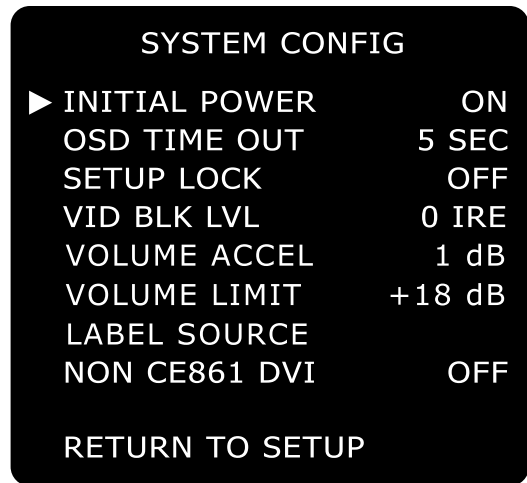 SYSTEM CONFIG
▶ INITIAL POWER ON
OSD TIME OUT 5 SEC
SETUP LOCK OFF
VID BLK LVL 0 IRE
VOLUME ACCEL 1 dB
VOLUME LIMIT +18 dB
LABEL SOURCE
NON CE861 DVI OFF
RETURN TO SETUP